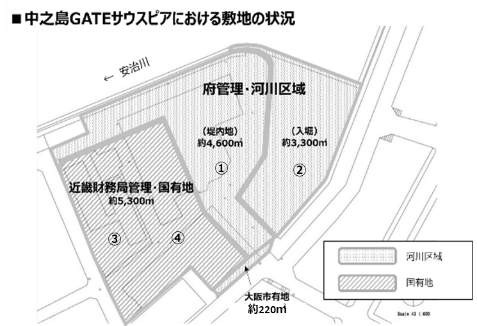 ■中之島GATEサウスピアにおける敷地の状況
← 安治川
府管理・河川区域
（堤内地）
約4,600㎡
①
（入堀）
約3,300㎡
②
近畿財務局管理・国有地
約5,300㎡
③
④
大阪市有地
約220㎡
河川区域
国有地
Scale A3 1:800